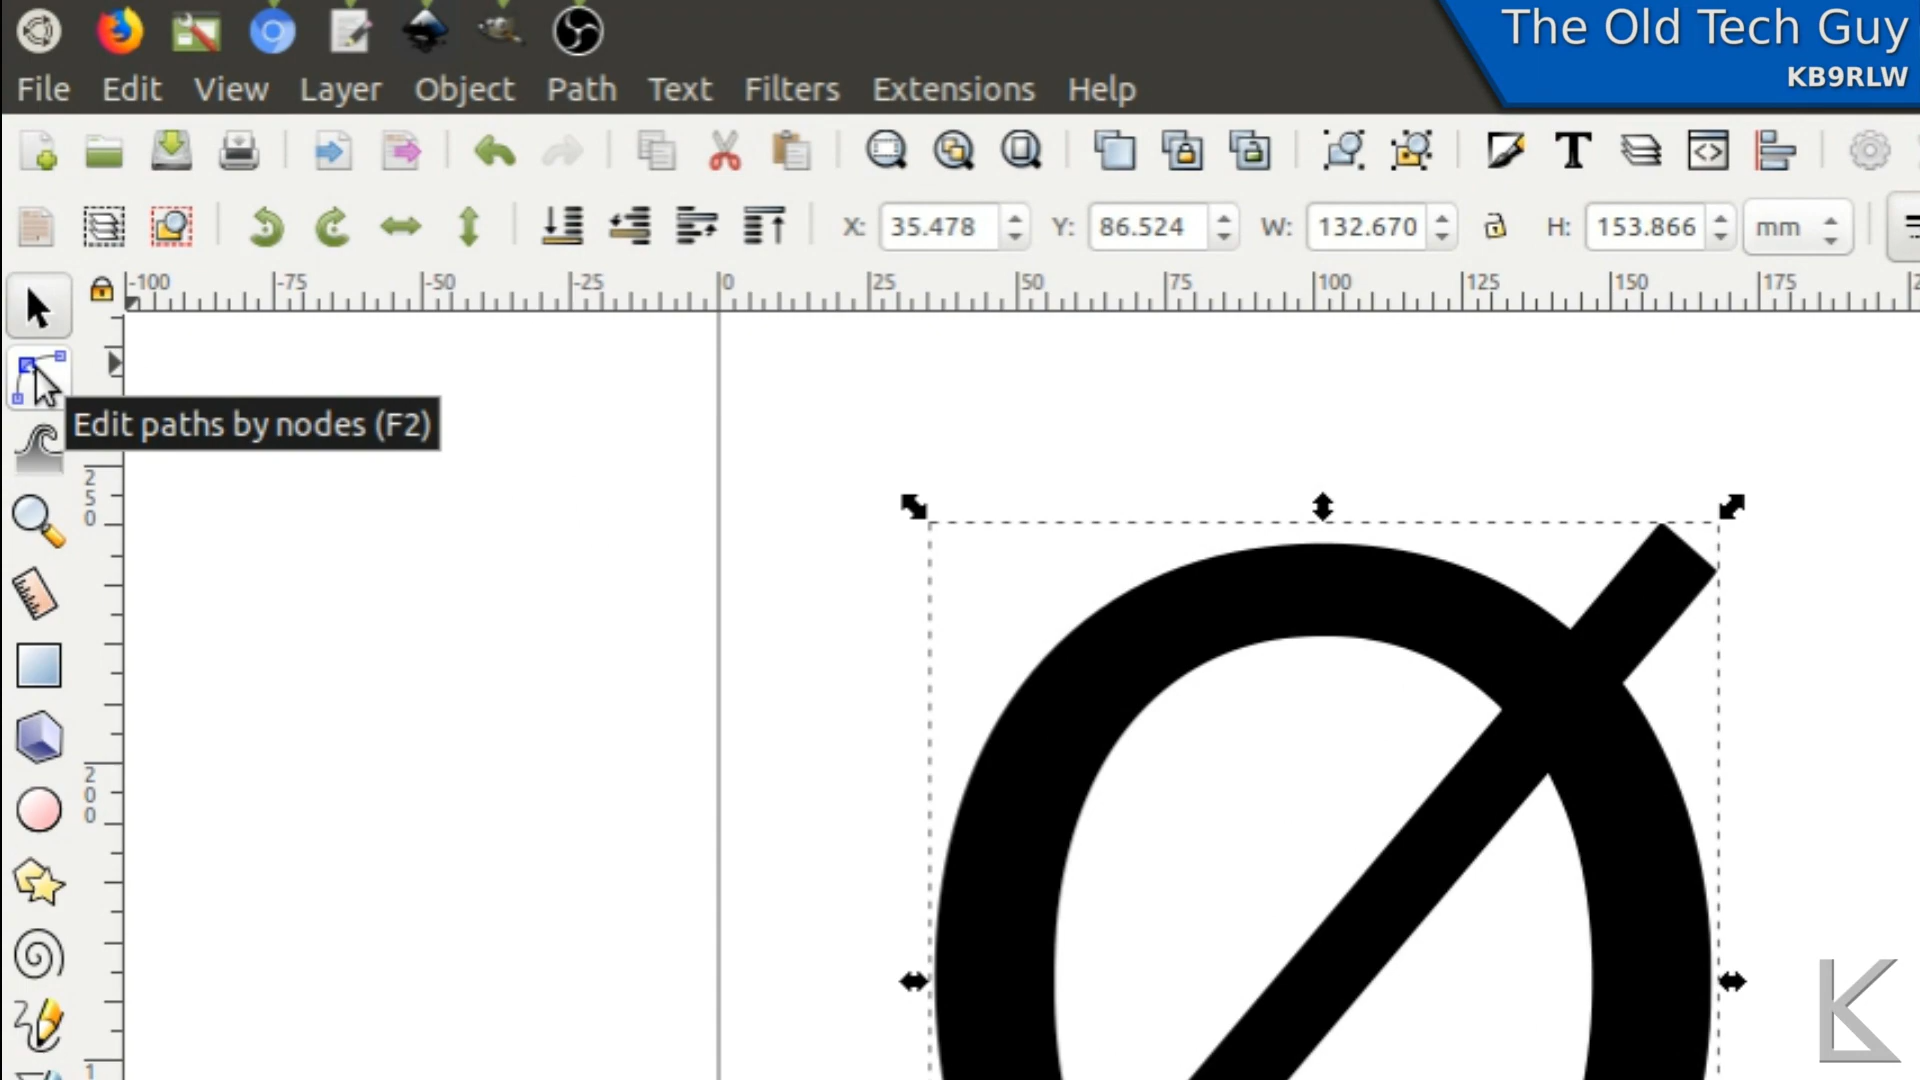 The Old Tech Guy
KB9RLW
File Edit View Layer Object Path Text Filters Extensions Help
X: 35.478 Y: 86.524 W: 132.670 H: 153.866 mm
-100 -75 -50 -25 0 25 50 75 100 125 150 175
Edit paths by nodes (F2)
250
200
1
Ø
K